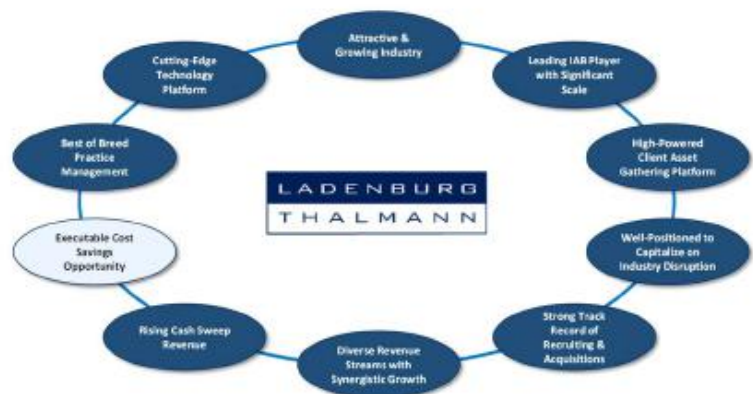 Attractive &
Growing Industry
Leading IAB Player
with Significant
Scale
High-Powered
Client Asset
Gathering Platform
Well-Positioned to
Capitalize on
Industry Disruption
Strong Track
Record of
Recruiting &
Acquisitions
Diverse Revenue
Streams with
Synergistic Growth
Rising Cash Sweep
Revenue
Executable Cost
Savings
Opportunity
Best of Breed
Practice
Management
Cutting-Edge
Technology
Platform
LADENBURG
THALMANN